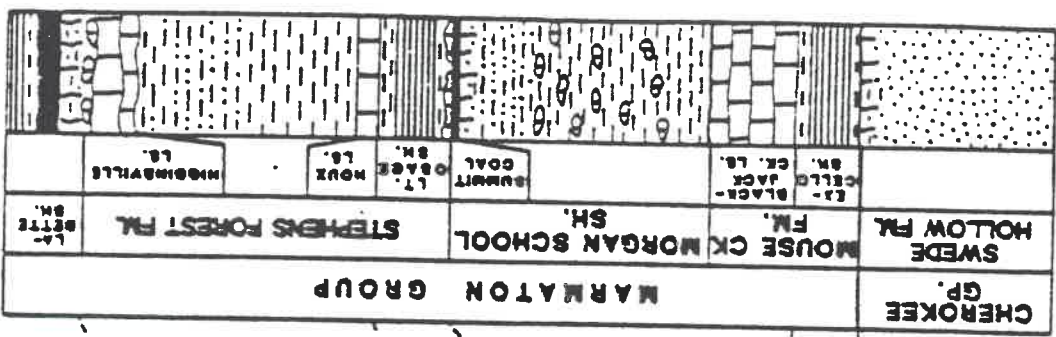 CHEROKEE
GP.
MARMATON GROUP
SWEDE
HOLLOW FM.
MOUSE CK
FM.
MORGAN SCHOOL
SH.
STEPHENS FOREST FM.
LA-
BETTE
SH.
EX-
CELLO
SH.
BLACK-
JACK
CK. LS.
SUMMIT
COAL
LT.
OSAGE
SH.
HOUX
LS.
HIGGINSVILLE
LS.